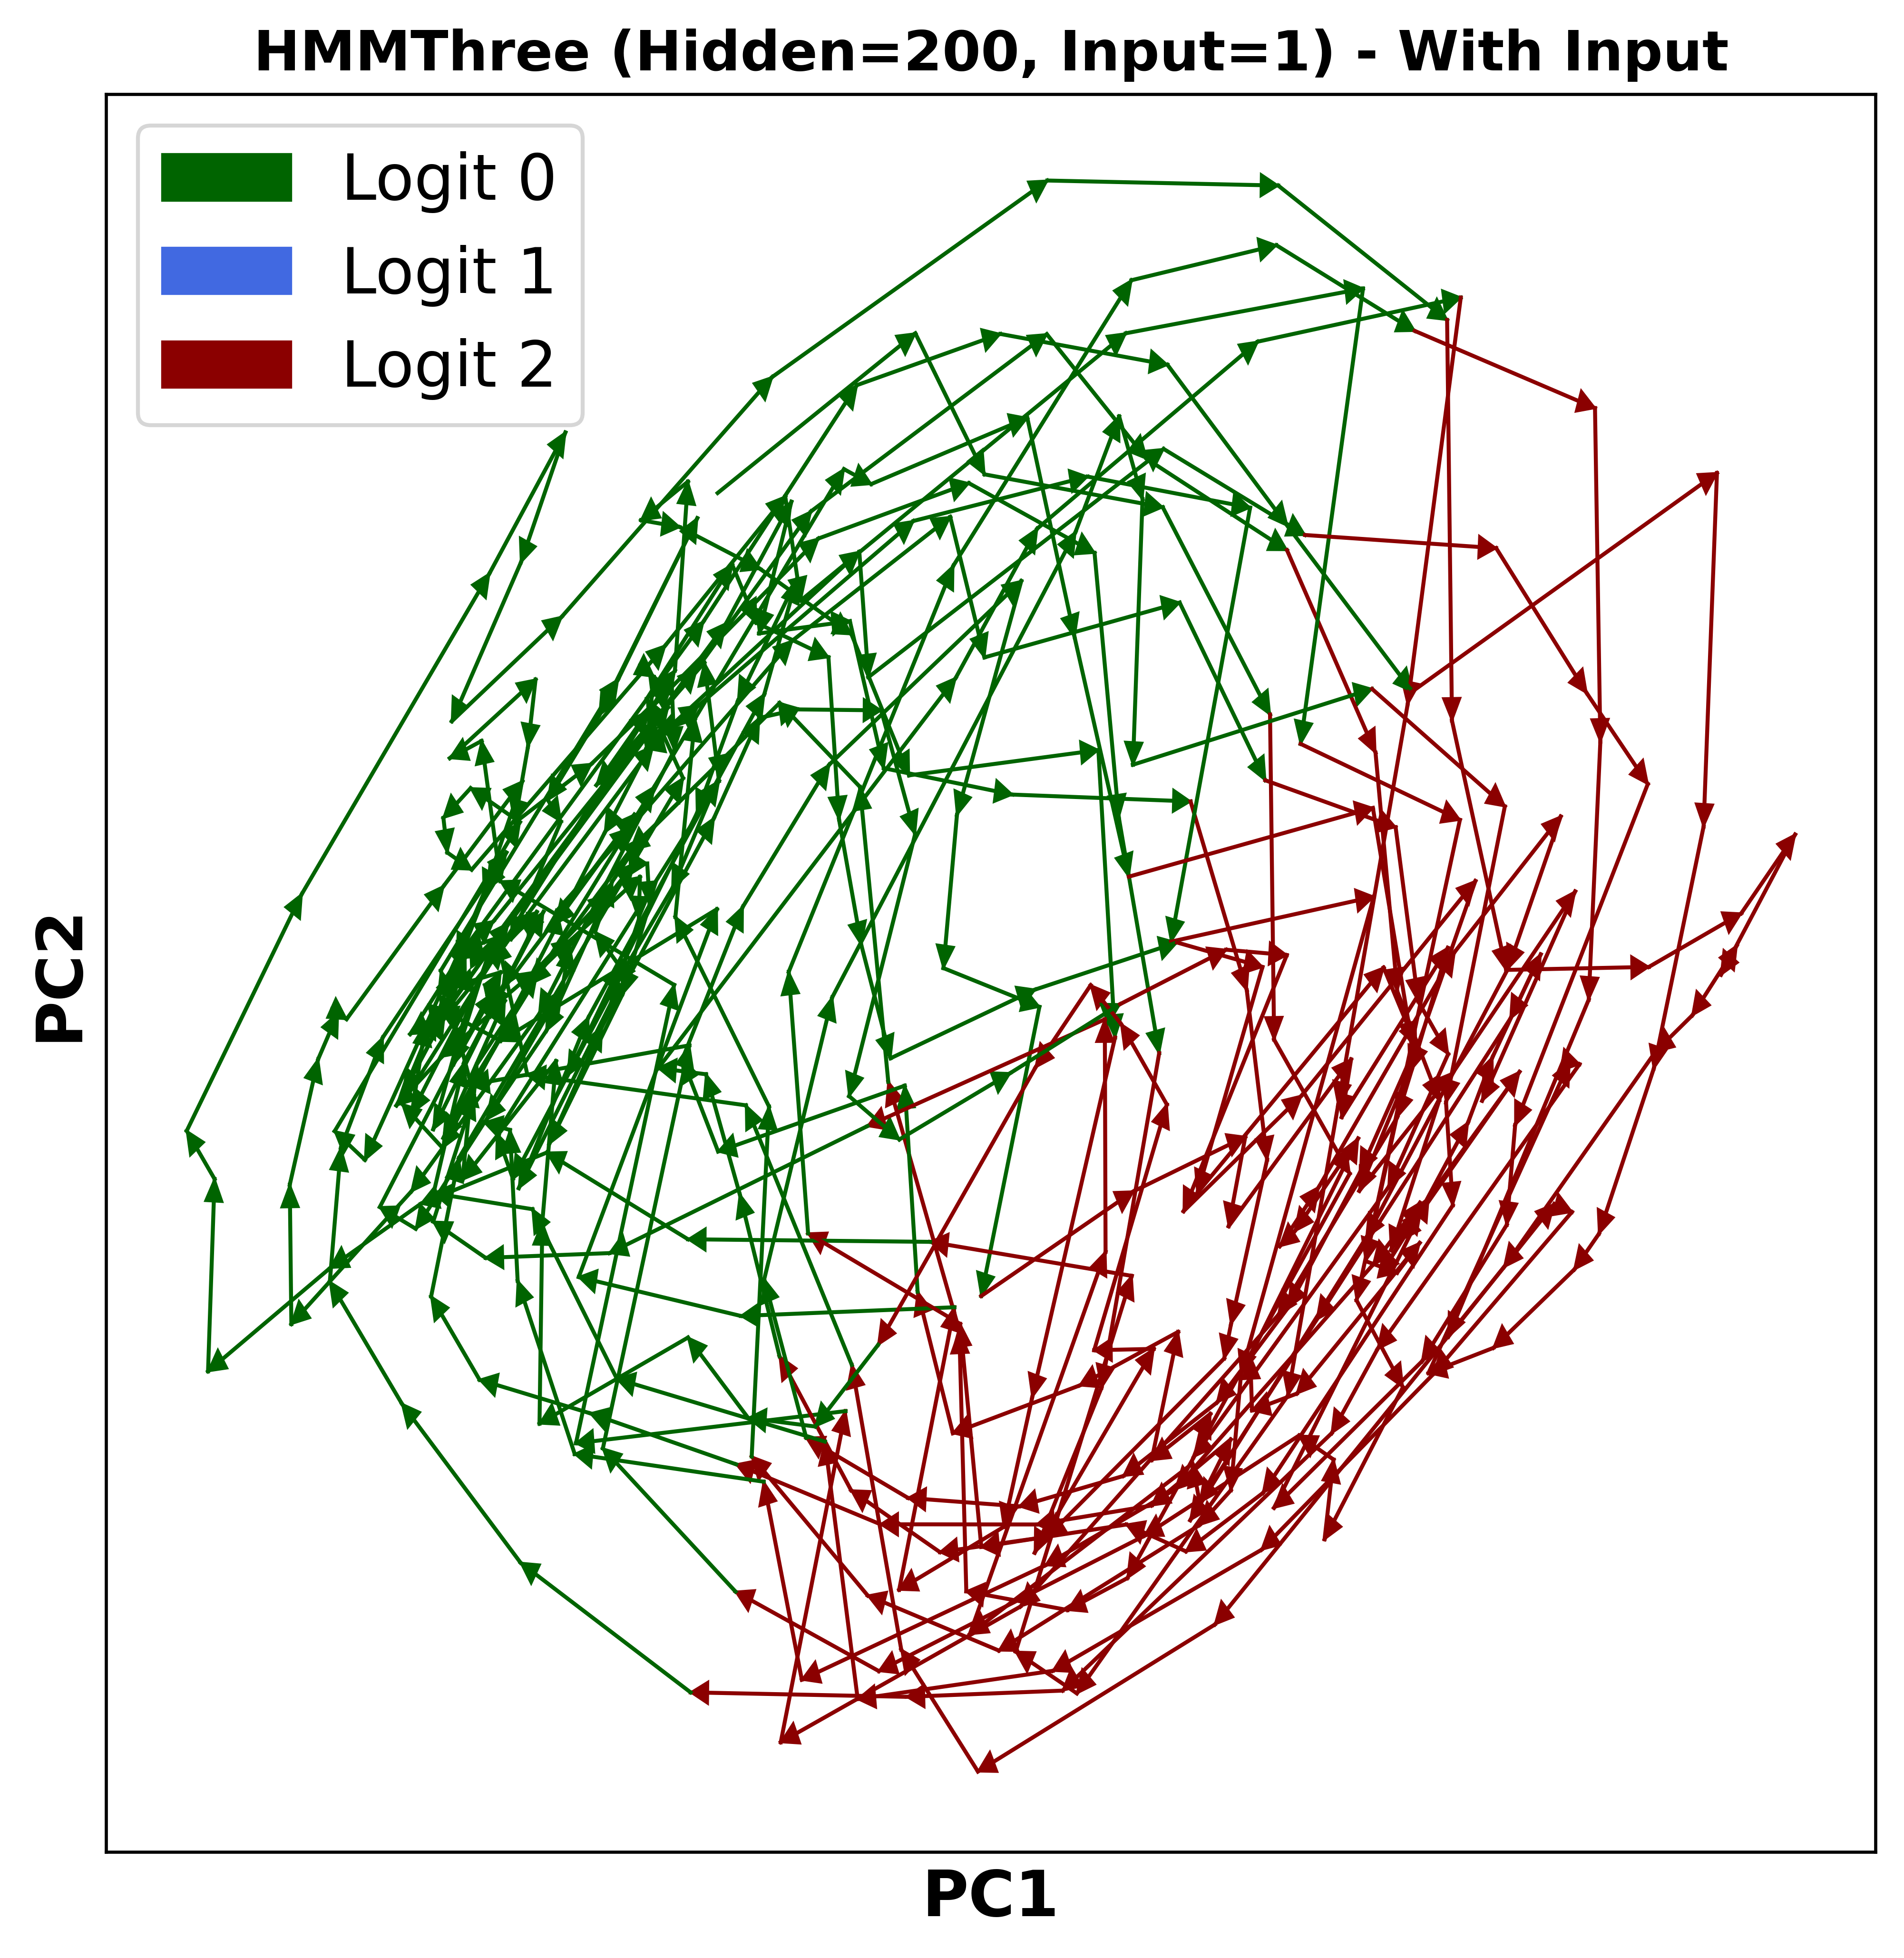 HMMThree (Hidden=200, Input=1) - With Input
Logit 0
Logit 1
Logit 2
PC2
PC1